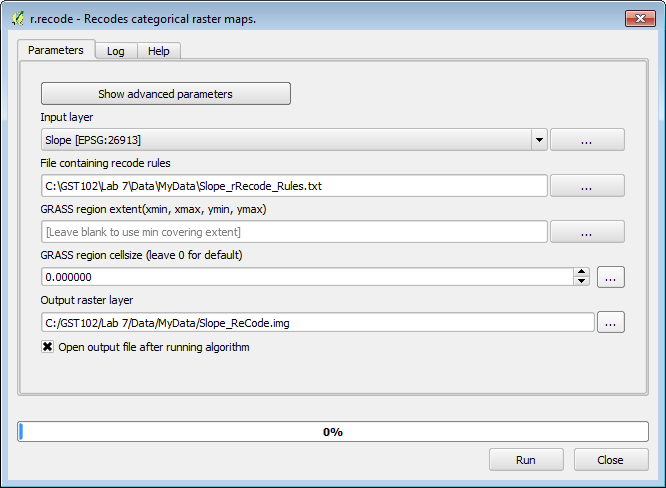 r.recode - Recodes categorical raster maps.
Parameters Log Help
Show advanced parameters
Input layer
Slope [EPSG:26913] ...
File containing recode rules
C:\GST102\Lab 7\Data\MyData\Slope_rRecode_Rules.txt ...
GRASS region extent(xmin, xmax, ymin, ymax)
[Leave blank to use min covering extent] ...
GRASS region cellsize (leave 0 for default)
0.000000 ...
Output raster layer
C:/GST102/Lab 7/Data/MyData/Slope_ReCode.img ...
Open output file after running algorithm
0%
Run Close